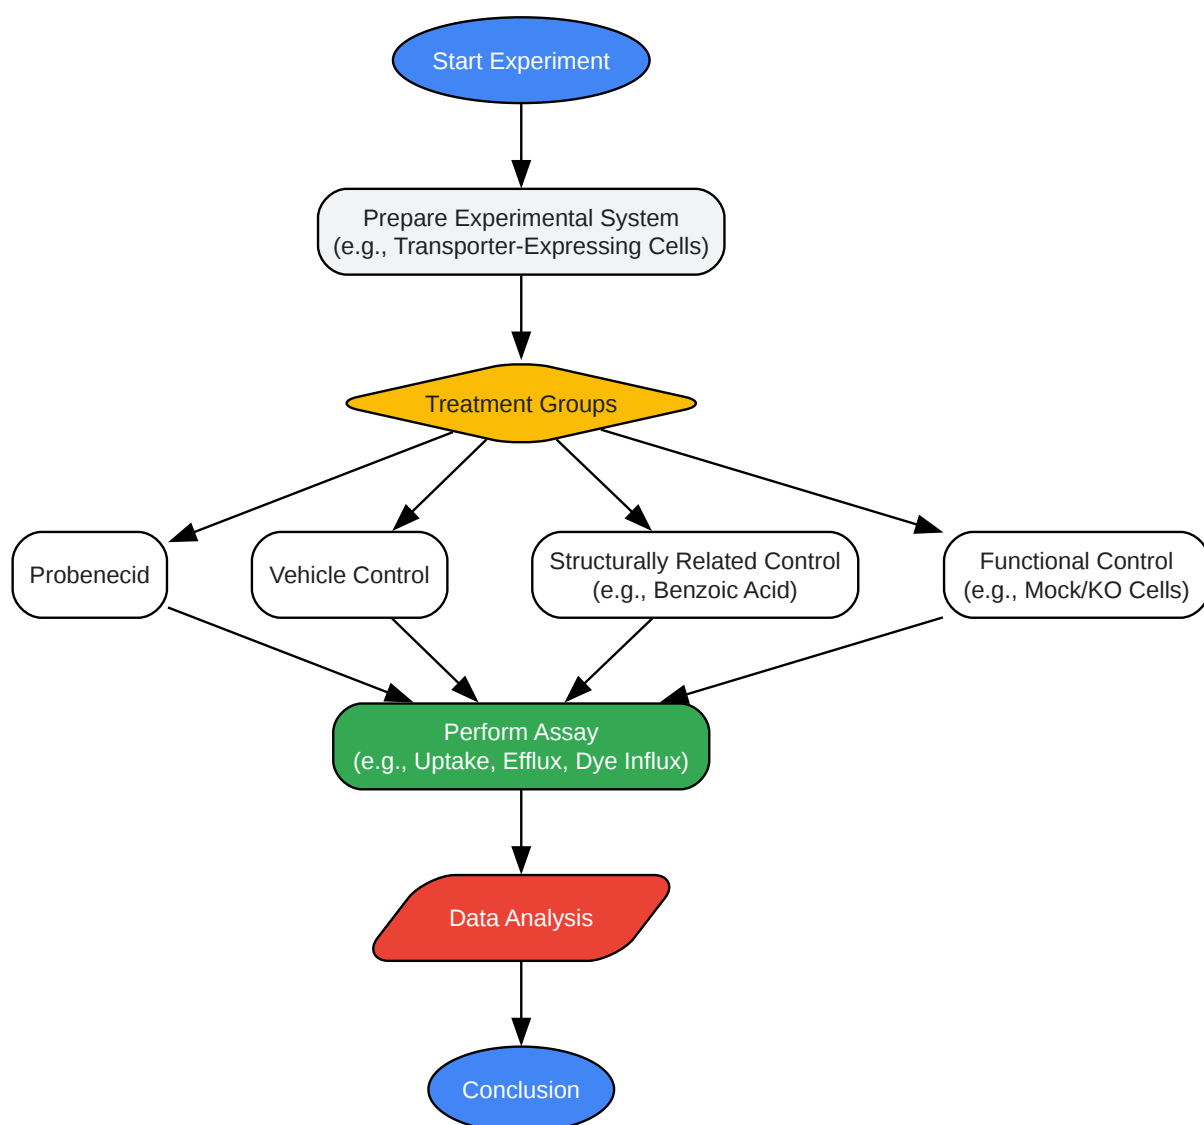 Start Experiment
Prepare Experimental System
(e.g., Transporter-Expressing Cells)
Treatment Groups
Probenecid
Vehicle Control
Structurally Related Control
(e.g., Benzoic Acid)
Functional Control
(e.g., Mock/KO Cells)
Perform Assay
(e.g., Uptake, Efflux, Dye Influx)
Data Analysis
Conclusion